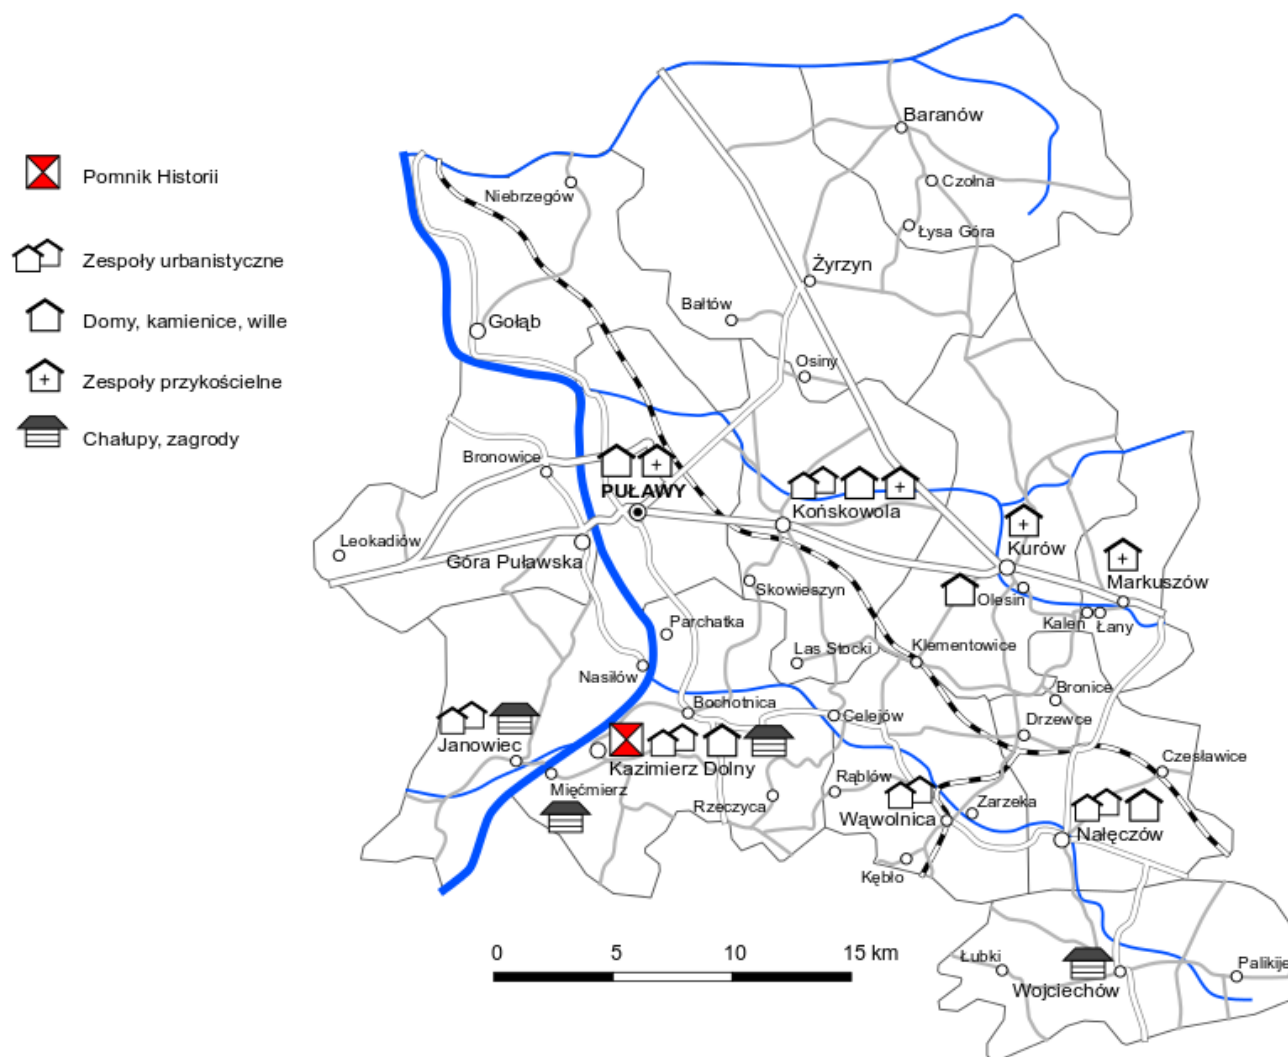 Baranów
Pomnik Historii
Czołna
Niebrzegów
Łysa Góra
Zespoły urbanistyczne
Żyrzyn
Bałtów
Domy, kamienice, wille
Gołąb
Osiny
Zespoły przykościelne
Chałupy, zagrody
Bronowice
PUŁAWY
Końskowola
Leokadiów
Kurów
Góra Puławska
Markuszów
Skowieszyn
Olesin
Kaleń
Łany
Parchatka
Las Stocki
Klementowice
Nasiłów
Bronice
Bochotnica
Celejów
Drzewce
Janowiec
Czesławice
Kazimierz Dolny
Mięćmierz
Rąblów
Rzeczyca
Zarzeka
Wąwolnica
Nałęczów
Kębło
0 5 10 15 km
Łubki
Palikije
Wojciechów